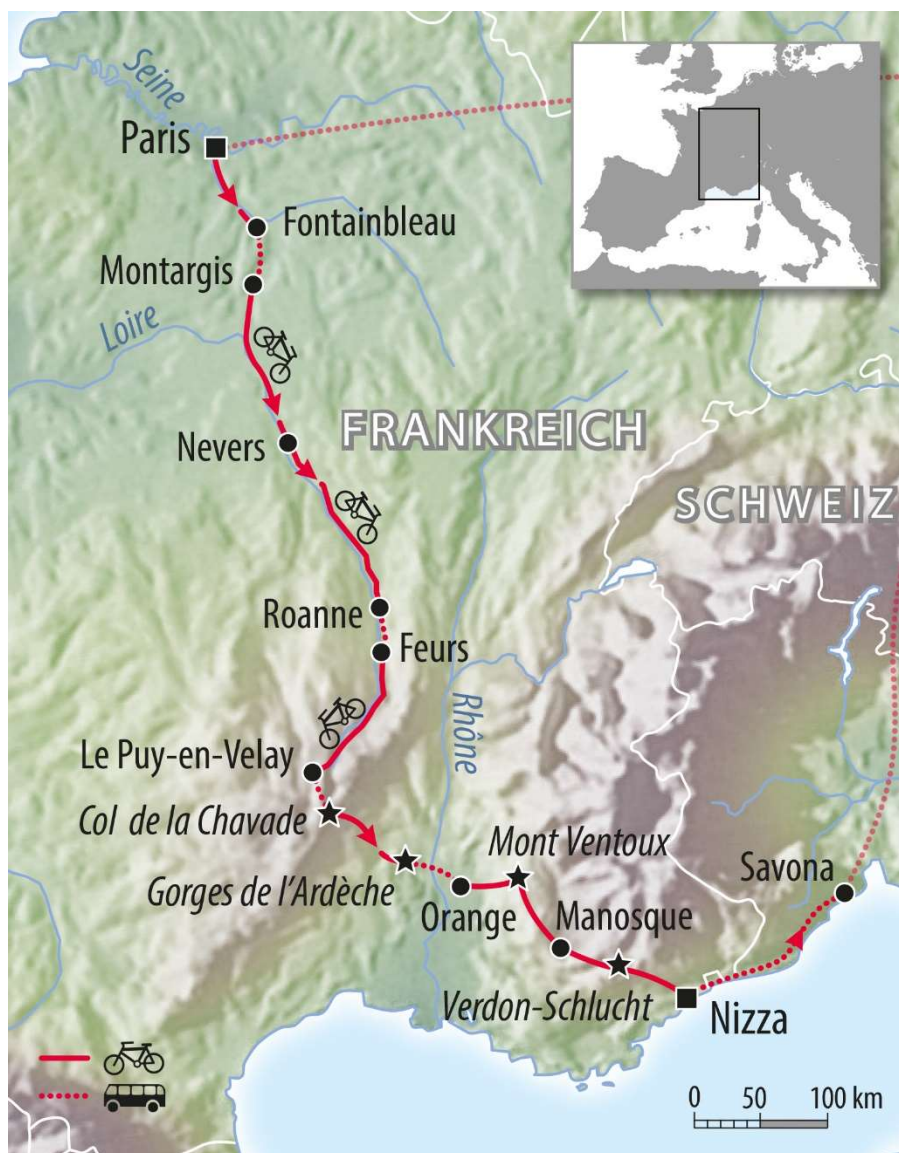 Seine
Paris
Fontainbleau
Montargis
Loire
Nevers
FRANKREICH
SCHWEIZ
Roanne
Feurs
Rhône
Le Puy-en-Velay
Col de la Chavade
Mont Ventoux
Gorges de l'Ardèche
Savona
Orange
Manosque
Verdon-Schlucht
Nizza
0 50 100 km